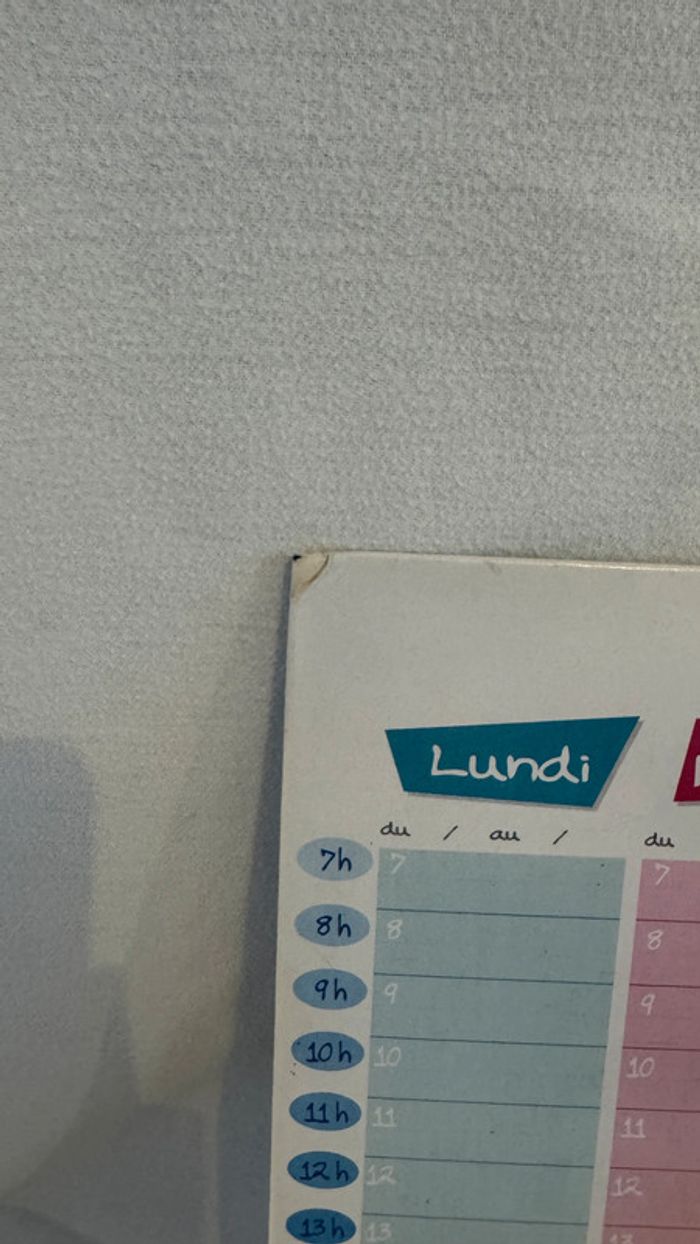 Lundi
du / au / du
7h 7 7
8h 8 8
9h 9 9
10h 10 10
11h 11 11
12h 12 12
13h 13 13